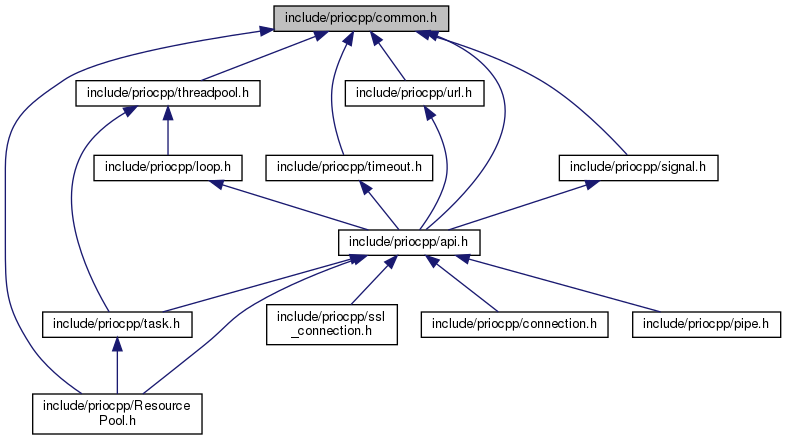 include/priocpp/common.h
include/priocpp/threadpool.h
include/priocpp/url.h
include/priocpp/loop.h
include/priocpp/timeout.h
include/priocpp/signal.h
include/priocpp/api.h
include/priocpp/task.h
include/priocpp/ssl
_connection.h
include/priocpp/connection.h
include/priocpp/pipe.h
include/priocpp/Resource
Pool.h